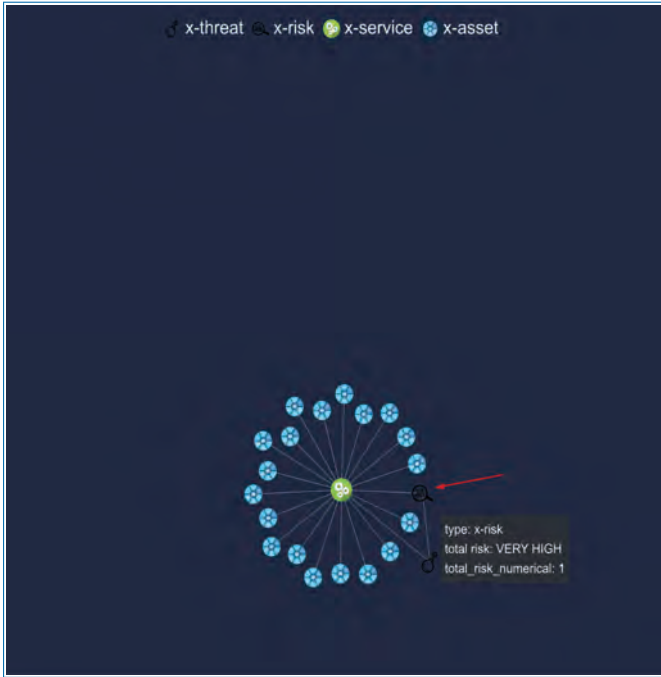 x-threat x-risk x-service x-asset
type: x-risk
total risk: VERY HIGH
total_risk_numerical: 1